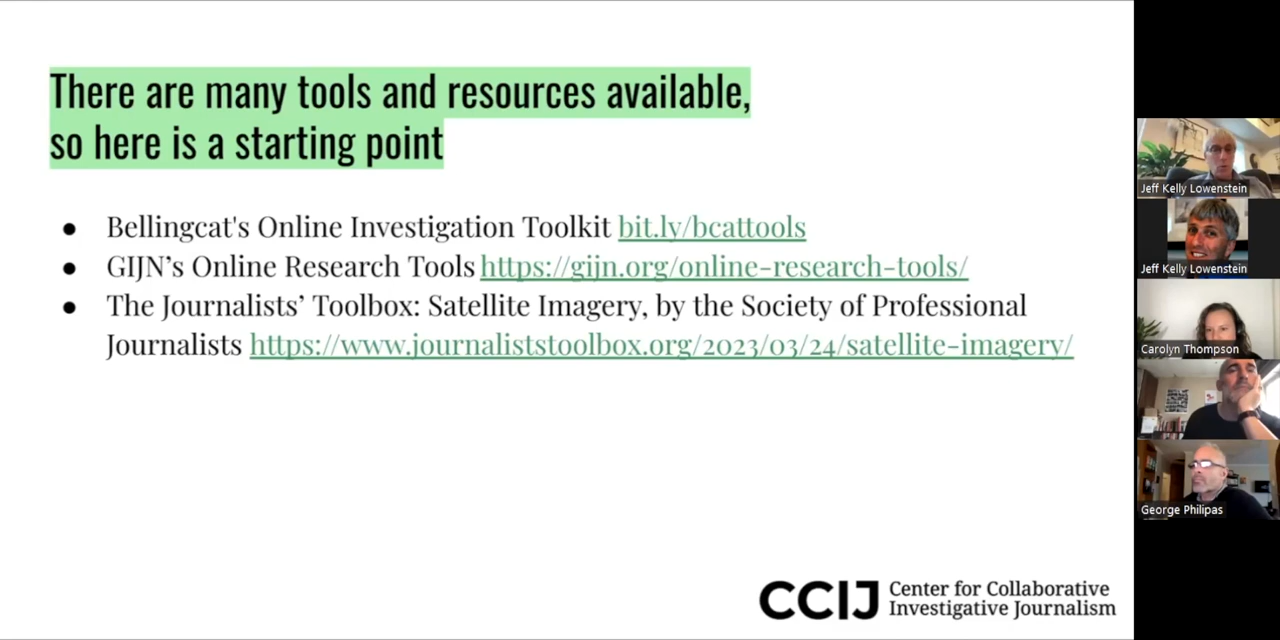 There are many tools and resources available,
so here is a starting point
● Bellingcat's Online Investigation Toolkit bit.ly/bcattools
● GIJN’s Online Research Tools https://gijn.org/online-research-tools/
● The Journalists’ Toolbox: Satellite Imagery, by the Society of Professional
Journalists https://www.journaliststoolbox.org/2023/03/24/satellite-imagery/
CCIJ Center for Collaborative
Investigative Journalism
Jeff Kelly Lowenstein
Jeff Kelly Lowenstein
Carolyn Thompson
George Philipas